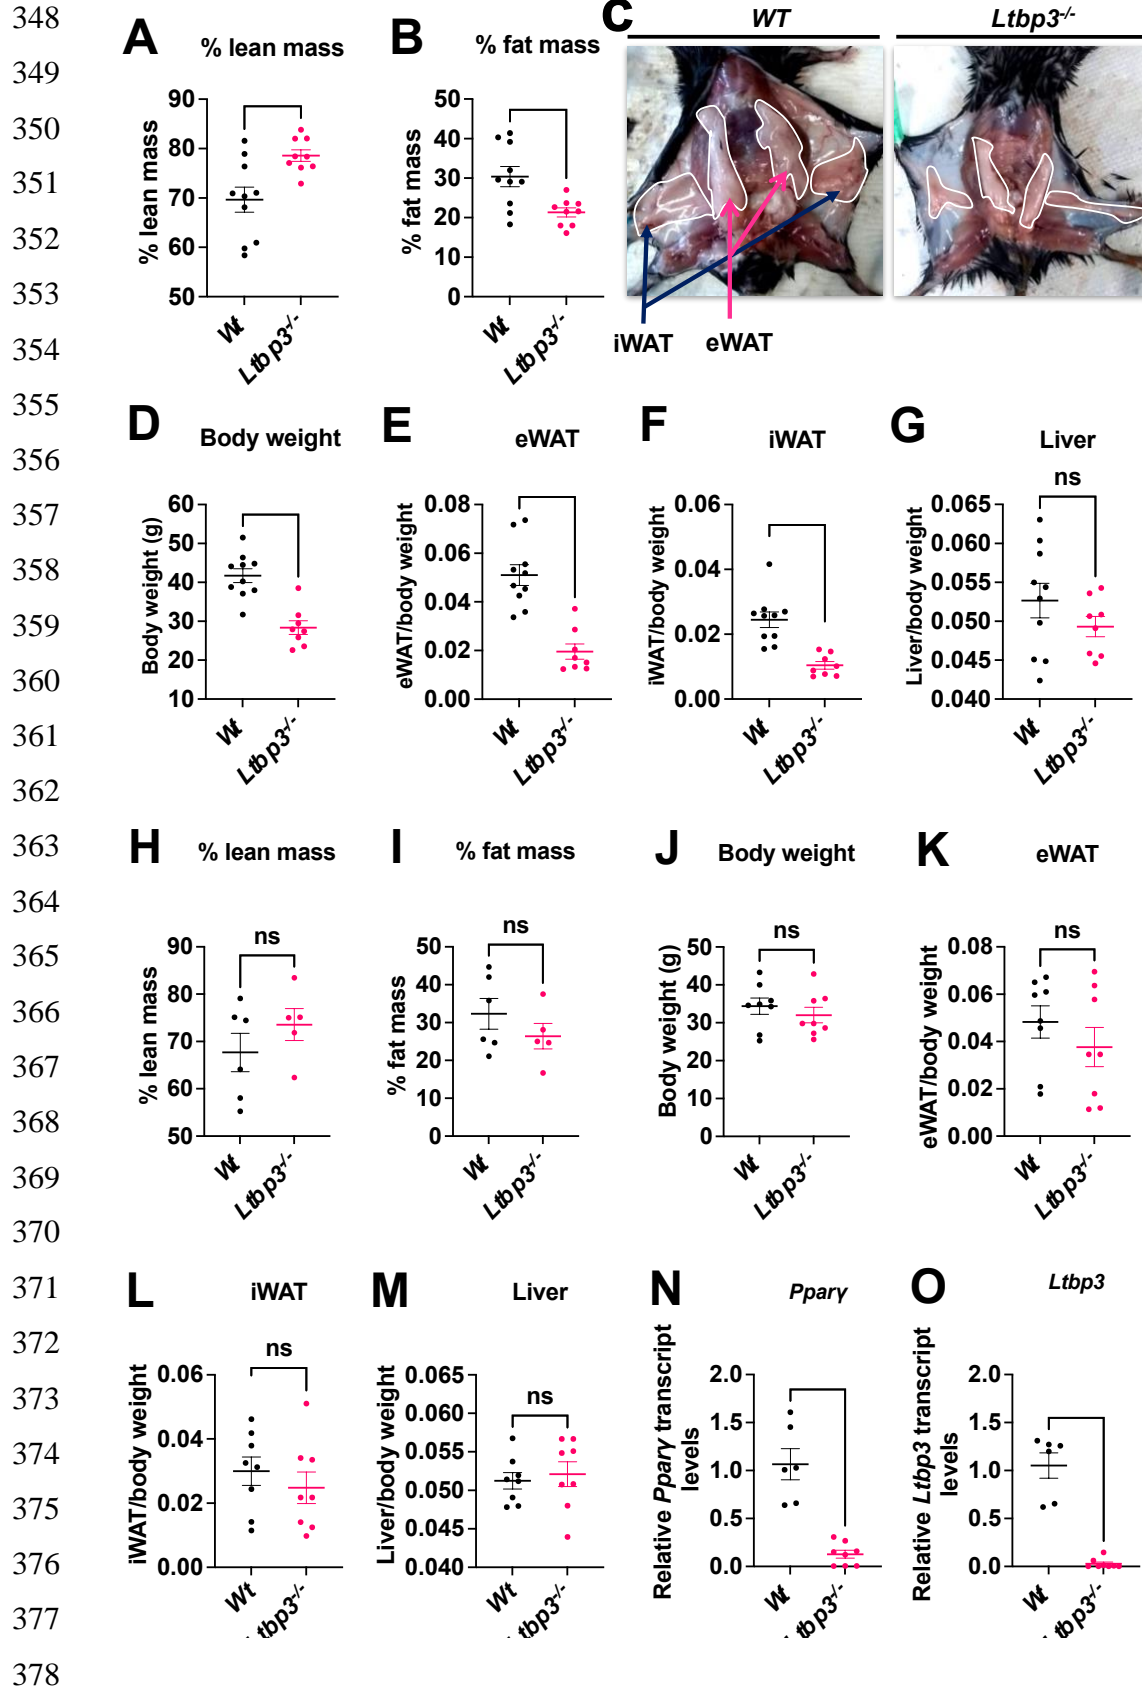 348
349
350
351
352
353
354
355
356
357
358
359
360
361
362
363
364
365
366
367
368
369
370
371
372
373
374
375
376
377
378
A % lean mass
% lean mass
90
80
70
60
50
Wt
Ltbp3-/-
B % fat mass
% fat mass
50
40
30
20
10
0
Wt
Ltbp3-/-
C WT Ltbp3-/-
iWAT eWAT
D Body weight
Body weight (g)
60
50
40
30
20
10
Wt
Ltbp3-/-
E eWAT
eWAT/body weight
0.08
0.06
0.04
0.02
0.00
Wt
Ltbp3-/-
F iWAT
iWAT/body weight
0.06
0.04
0.02
0.00
Wt
Ltbp3-/-
G Liver
ns
Liver/body weight
0.065
0.060
0.055
0.050
0.045
0.040
Wt
Ltbp3-/-
H % lean mass
ns
% lean mass
90
80
70
60
50
Wt
Ltbp3-/-
I % fat mass
ns
% fat mass
50
40
30
20
10
0
Wt
Ltbp3-/-
J Body weight
ns
Body weight (g)
50
40
30
20
10
0
Wt
Ltbp3-/-
K eWAT
ns
eWAT/body weight
0.08
0.06
0.04
0.02
0.00
Wt
Ltbp3-/-
L iWAT
ns
iWAT/body weight
0.06
0.04
0.02
0.00
Wt
Ltbp3-/-
M Liver
ns
Liver/body weight
0.065
0.060
0.055
0.050
0.045
0.040
Wt
Ltbp3-/-
N Pparγ
Relative Pparγ transcript
levels
2.0
1.5
1.0
0.5
0.0
Wt
Ltbp3-/-
O Ltbp3
Relative Ltbp3 transcript
levels
2.0
1.5
1.0
0.5
0.0
Wt
Ltbp3-/-